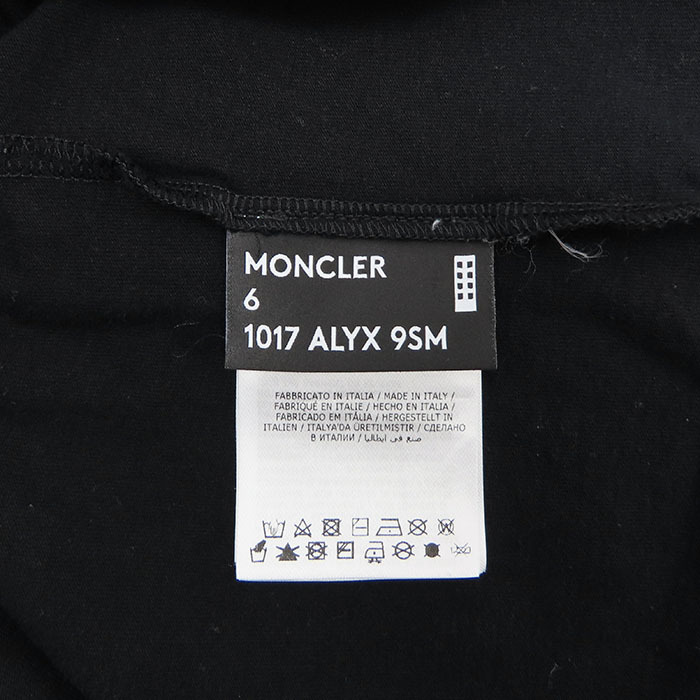 MONCLER
6
1017 ALYX 9SM
FABBRICATO IN ITALIA / MADE IN ITALY /
FABRIQUÉ EN ITALIE / HECHO EN ITALIA /
FABRICADO EM ITÁLIA / HERGESTELLT IN
ITALIEN / ITALYA'DA ÜRETILMIŞTIR / СДЕЛАНО
В ИТАЛИИ / صنع في ايطاليا